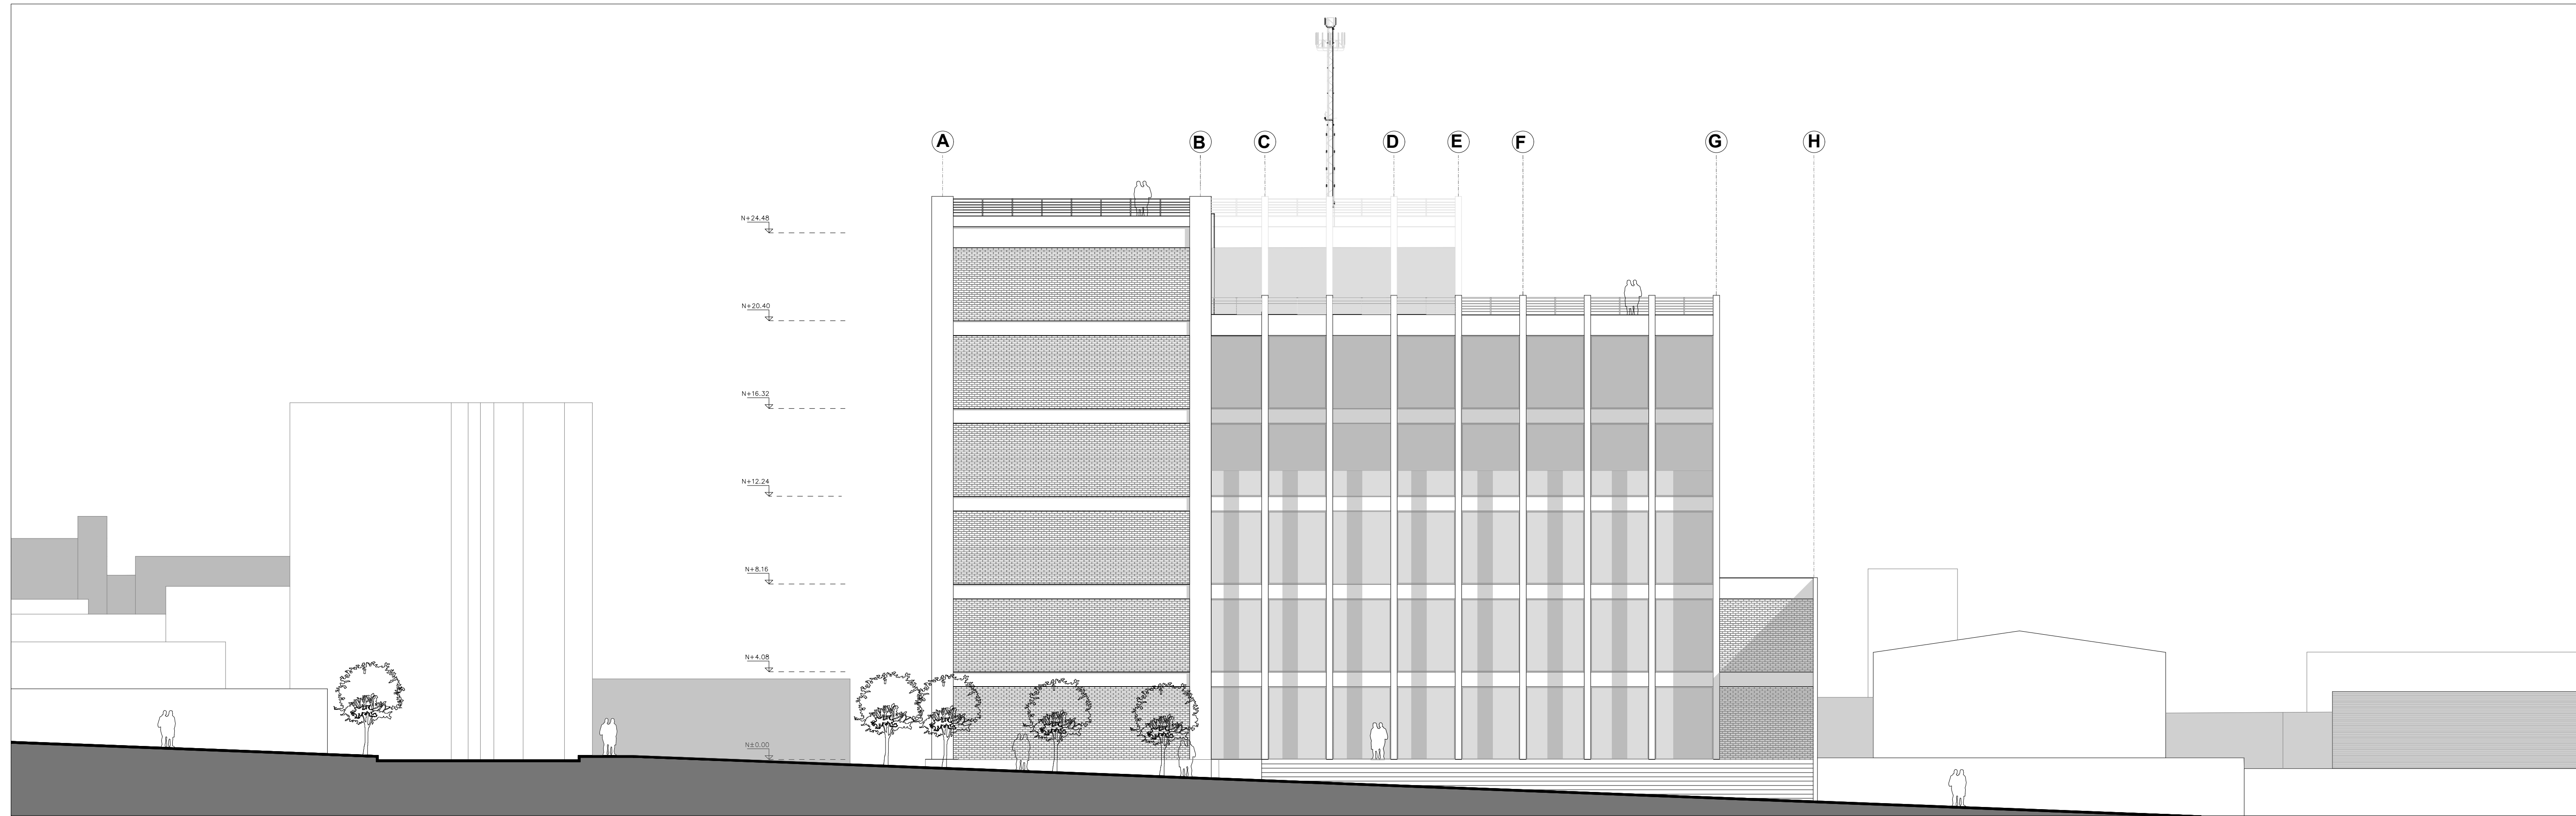 A B C D E F G H
N+24.48
N+20.40
N+16.32
N+12.24
N+8.16
N+4.08
N±0.00